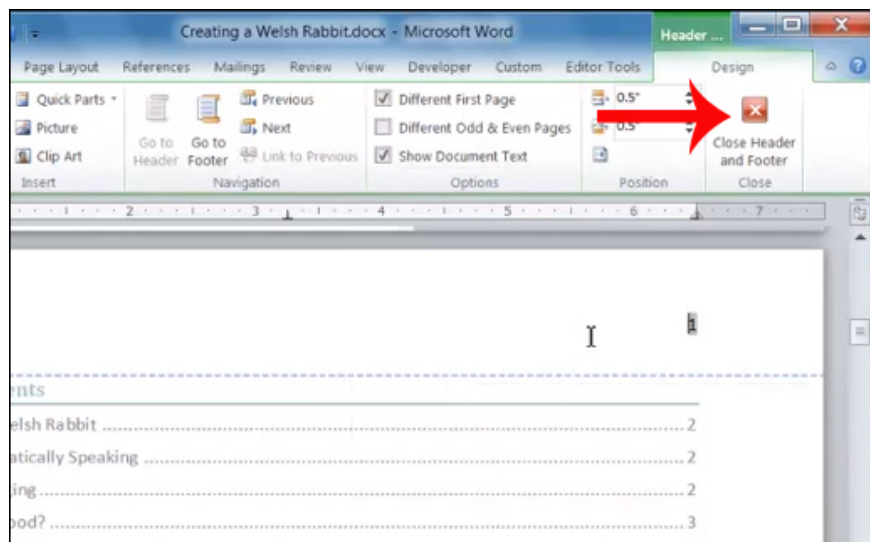 Creating a Welsh Rabbit.docx - Microsoft Word
Header ...
Page Layout References Mailings Review View Developer Custom Editor Tools Design
Quick Parts
Picture
Clip Art
Insert
Go to Header
Go to Footer
Previous
Next
Link to Previous
Navigation
Different First Page
Different Odd & Even Pages
Show Document Text
Options
0.5"
0.5"
Position
Close Header
and Footer
Close
2 3 4 5 6 7
1
ents
elsh Rabbit ........ 2
atically Speaking ........ 2
ing ........ 2
ood? ........ 3